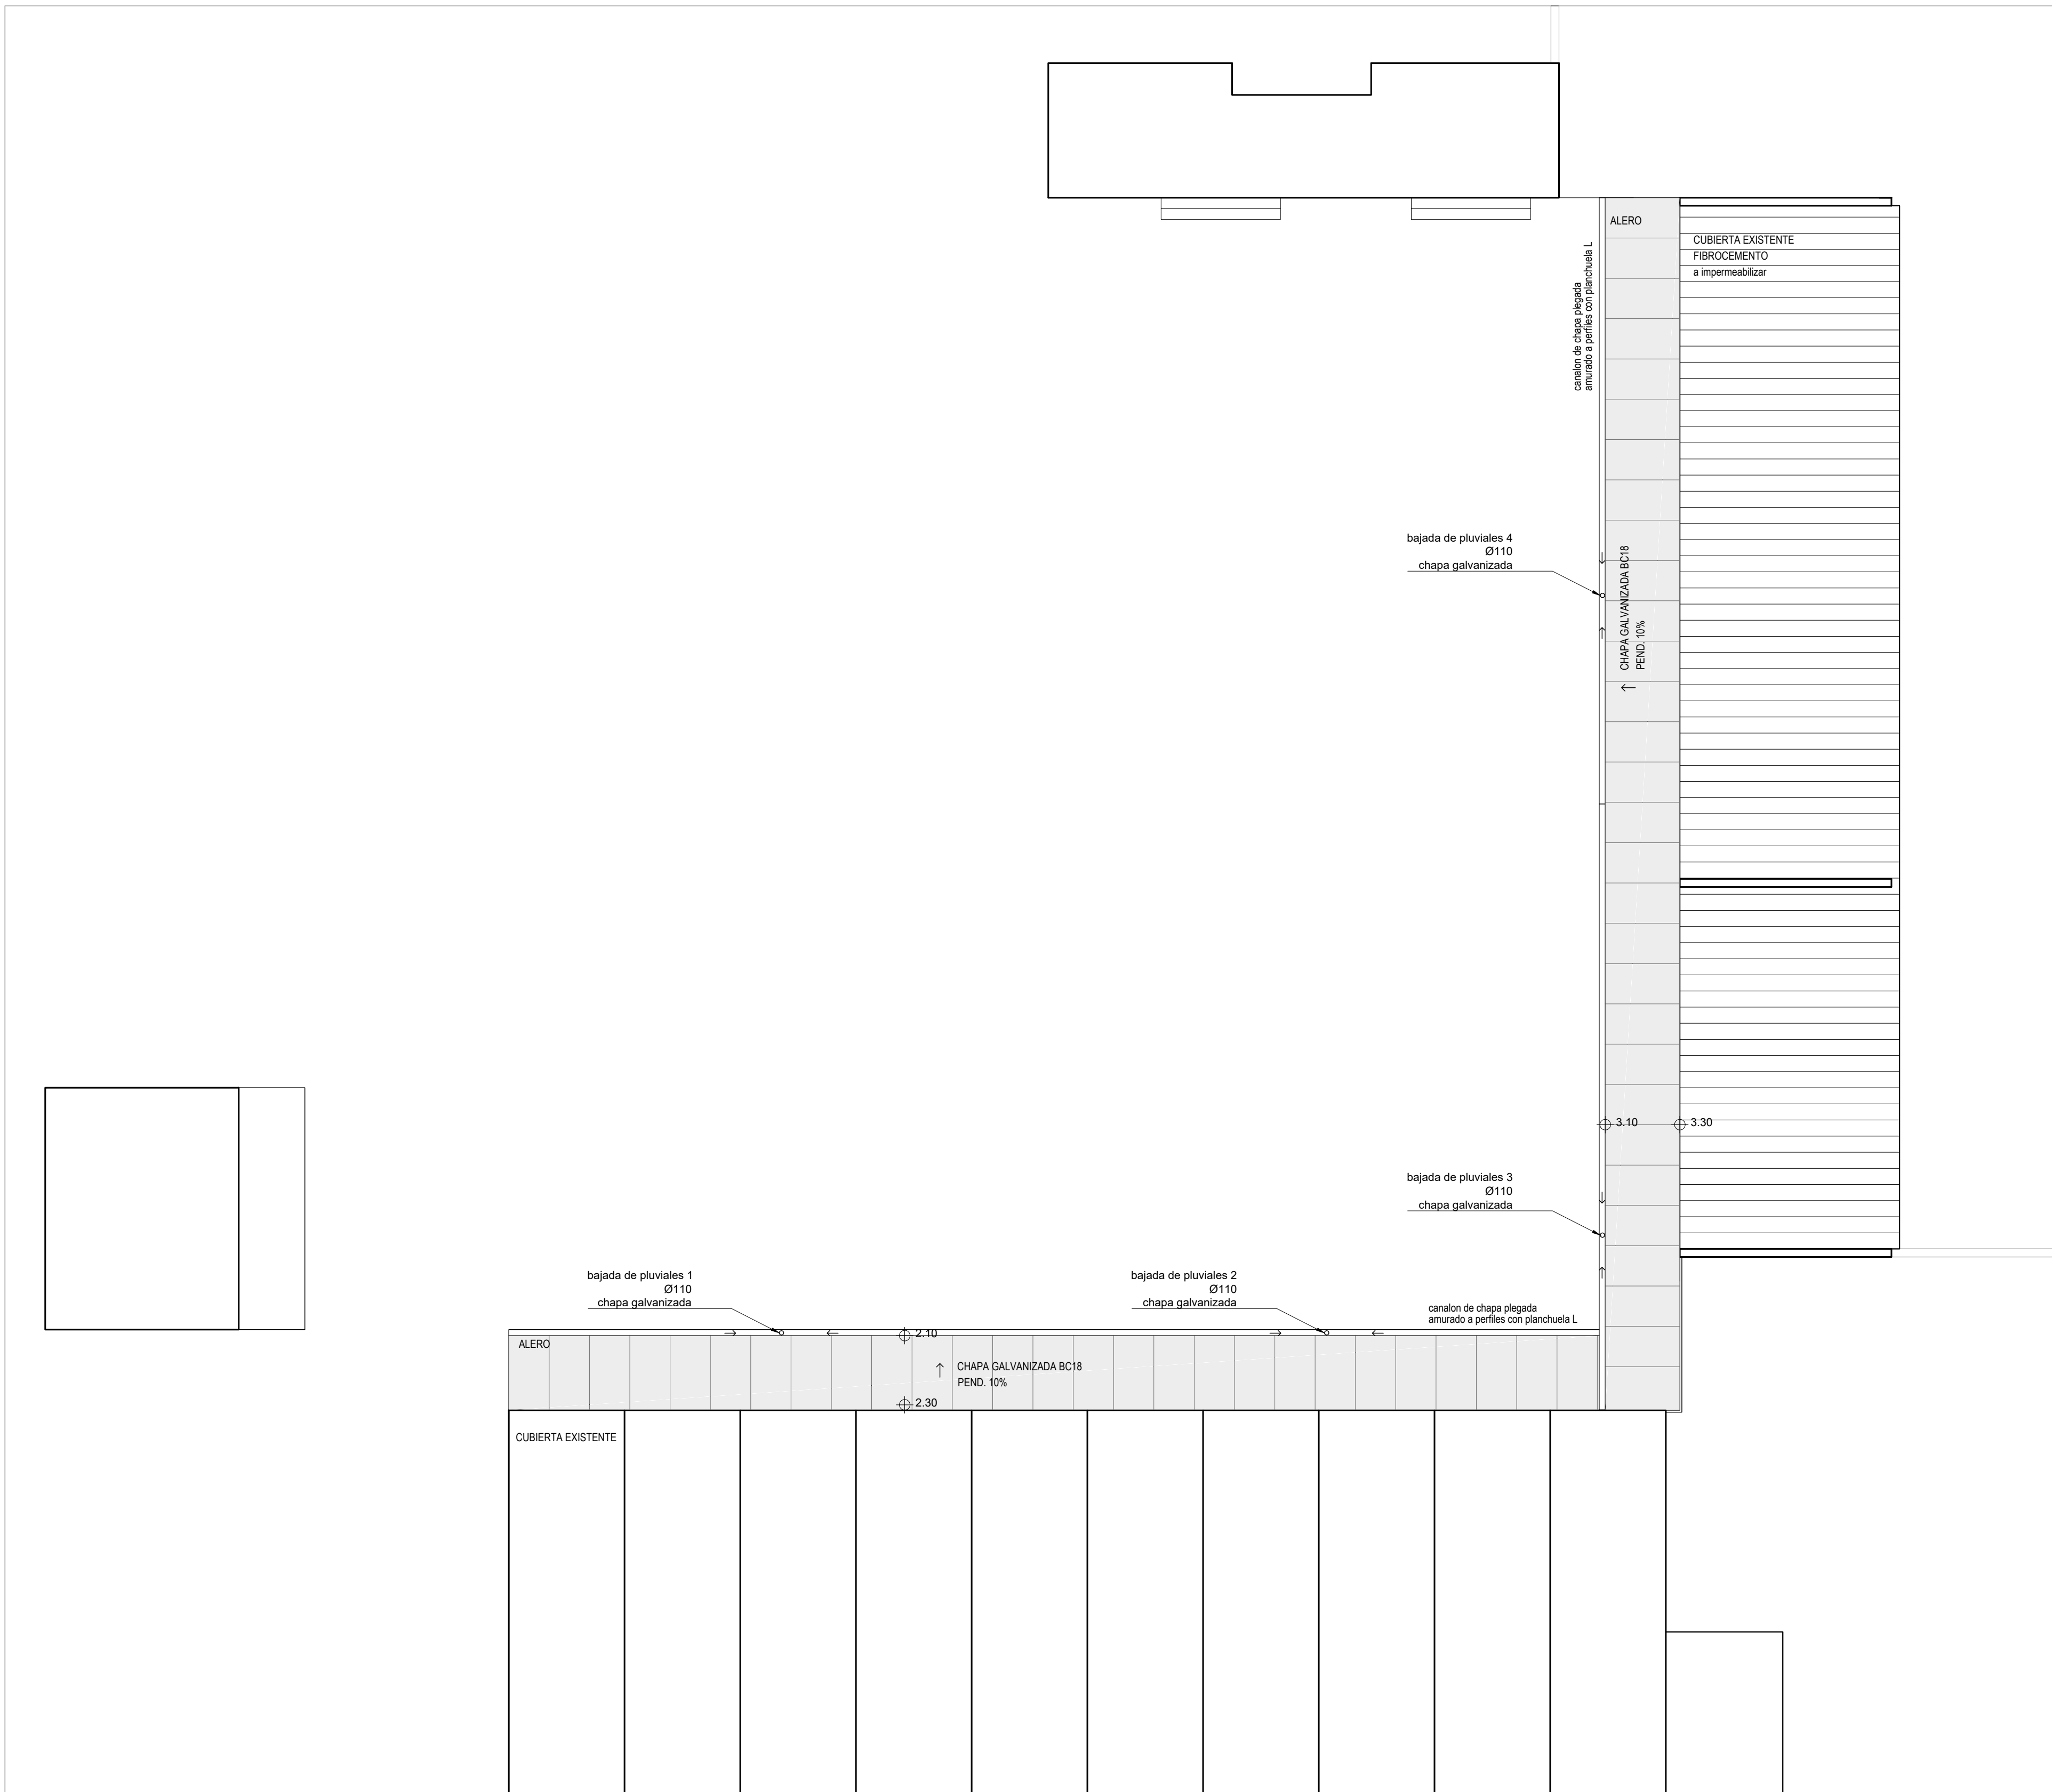 ALERO
CUBIERTA EXISTENTE
FIBROCEMENTO
a impermeabilizar
canalon de chapa plegada
amurado a perfiles con planchuela L
bajada de pluviales 4
Ø110
chapa galvanizada
CHAPA GALVANIZADA BC18
PEND. 10%
3.10
3.30
bajada de pluviales 3
Ø110
chapa galvanizada
bajada de pluviales 1
Ø110
chapa galvanizada
bajada de pluviales 2
Ø110
chapa galvanizada
canalon de chapa plegada
amurado a perfiles con planchuela L
2.10
ALERO
CHAPA GALVANIZADA BC18
PEND. 10%
2.30
CUBIERTA EXISTENTE